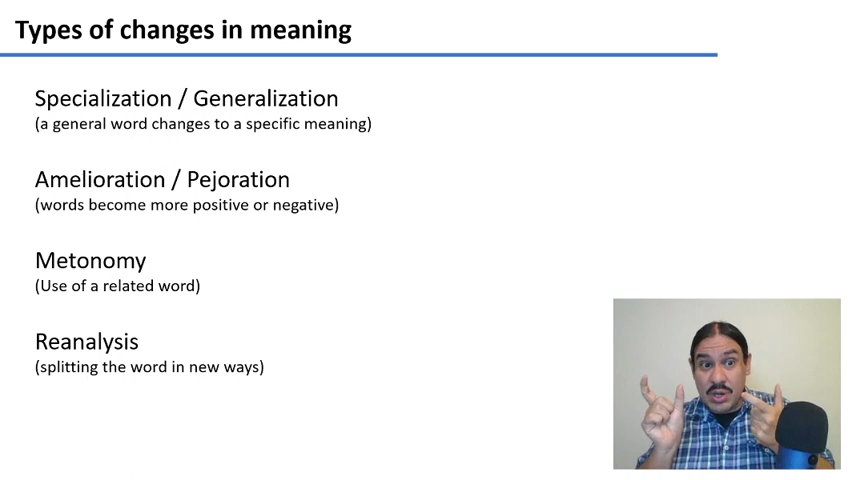 Types of changes in meaning
Specialization / Generalization
(a general word changes to a specific meaning)
Amelioration / Pejoration
(words become more positive or negative)
Metonomy
(Use of a related word)
Reanalysis
(splitting the word in new ways)